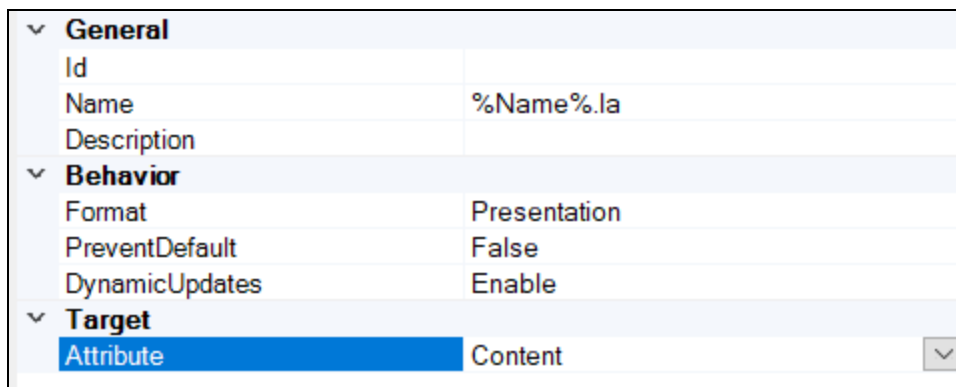 General
Id
Name %Name%.la
Description
Behavior
Format Presentation
PreventDefault False
DynamicUpdates Enable
Target
Attribute Content